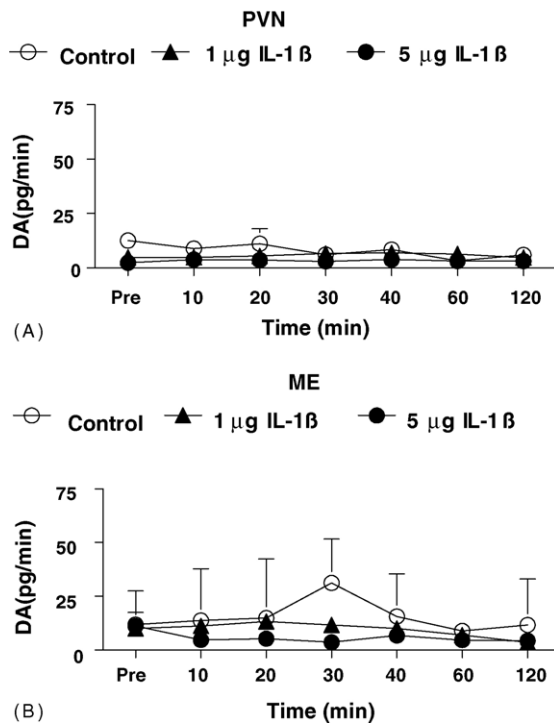 PVN
Control 1 μg IL-1ß 5 μg IL-1ß
75
50
25
0
DA(pg/min)
Pre 10 20 30 40 60 120
Time (min)
(A)
ME
Control 1 μg IL-1ß 5 μg IL-1ß
75
50
25
0
DA(pg/min)
Pre 10 20 30 40 60 120
Time (min)
(B)